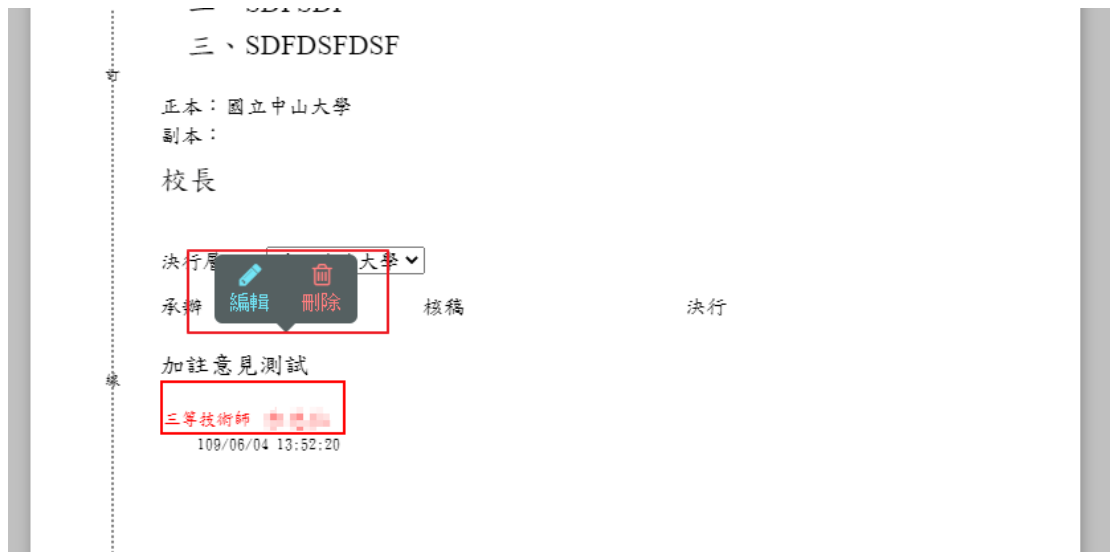 三、SDFDSFDSF
訂
正本：國立中山大學
副本：
校長
決行層 大學
編輯 刪除
承辦 核稿 決行
加註意見測試
線
三等技術師
109/06/04 13:52:20